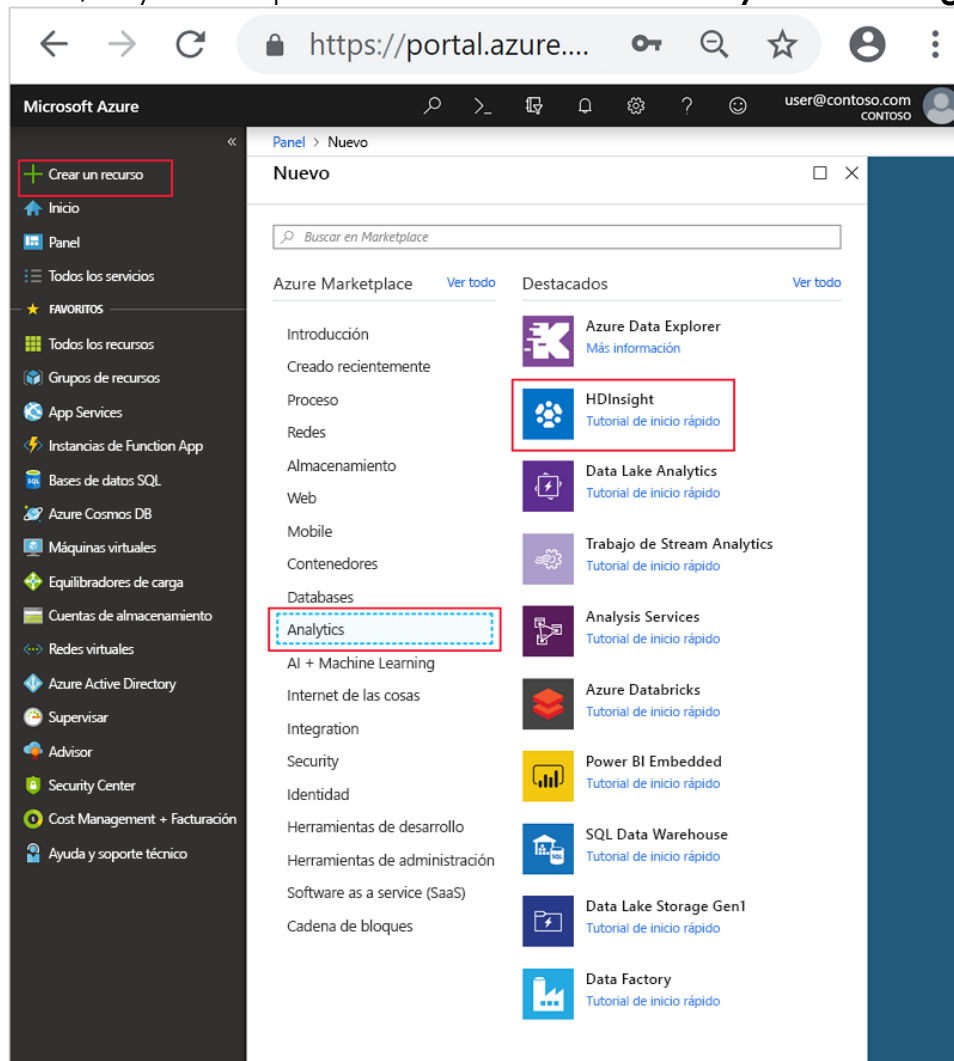 https://portal.azure....
Microsoft Azure
user@contoso.com
CONTOSO
Crear un recurso
Inicio
Panel
Todos los servicios
FAVORITOS
Todos los recursos
Grupos de recursos
App Services
Instancias de Function App
Bases de datos SQL
Azure Cosmos DB
Máquinas virtuales
Equilibradores de carga
Cuentas de almacenamiento
Redes virtuales
Azure Active Directory
Supervisar
Advisor
Security Center
Cost Management + Facturación
Ayuda y soporte técnico
Panel > Nuevo
Nuevo
Buscar en Marketplace
Azure Marketplace Ver todo
Introducción
Creado recientemente
Proceso
Redes
Almacenamiento
Web
Mobile
Contenedores
Databases
Analytics
AI + Machine Learning
Internet de las cosas
Integration
Security
Identidad
Herramientas de desarrollo
Herramientas de administración
Software as a service (SaaS)
Cadena de bloques
Destacados Ver todo
Azure Data Explorer
Más información
HDInsight
Tutorial de inicio rápido
Data Lake Analytics
Tutorial de inicio rápido
Trabajo de Stream Analytics
Tutorial de inicio rápido
Analysis Services
Tutorial de inicio rápido
Azure Databricks
Tutorial de inicio rápido
Power BI Embedded
Tutorial de inicio rápido
SQL Data Warehouse
Tutorial de inicio rápido
Data Lake Storage Gen1
Tutorial de inicio rápido
Data Factory
Tutorial de inicio rápido